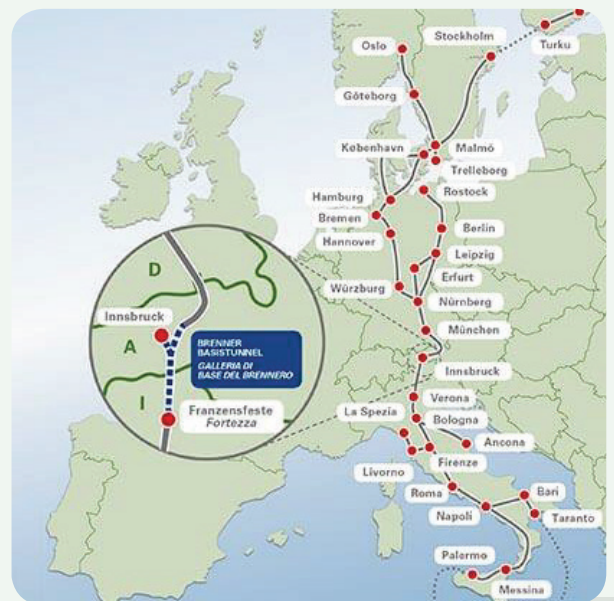 Oslo
Stockholm
Turku
Göteborg
København
Malmó
Trelleborg
Hamburg
Rostock
Bremen
Berlin
Hannover
Leipzig
Erfurt
Würzburg
Nürnberg
München
Innsbruck
Verona
La Spezia
Bologna
Ancona
Livorno
Firenze
Roma
Bari
Napoli
Taranto
Palermo
Messina
D
Innsbruck
A
BRENNER
BASISTUNNEL
GALLERIA DI
BASE DEL BRENNERO
I
Franzensfeste
Fortezza